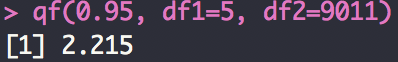 > qf(0.95, df1=5, df2=9011)
[1] 2.215